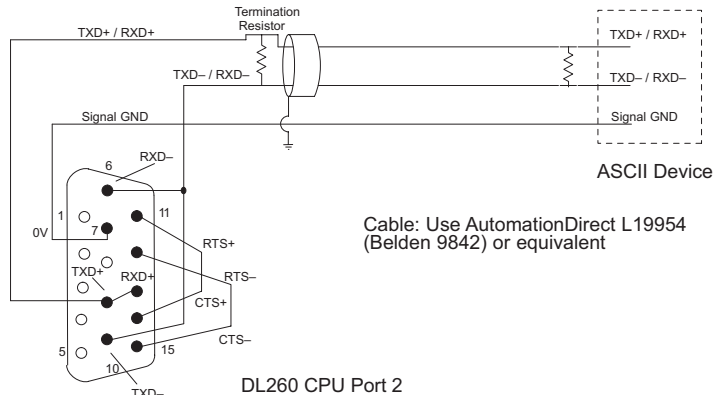 Termination
Resistor
TXD+ / RXD+
TXD+ / RXD+
TXD– / RXD–
TXD– / RXD–
Signal GND
Signal GND
ASCII Device
RXD–
6
1
11
0V
7
Cable: Use AutomationDirect L19954
(Belden 9842) or equivalent
RTS+
TXD+
RXD+
RTS–
CTS+
CTS–
5
15
10
TXD–
DL260 CPU Port 2